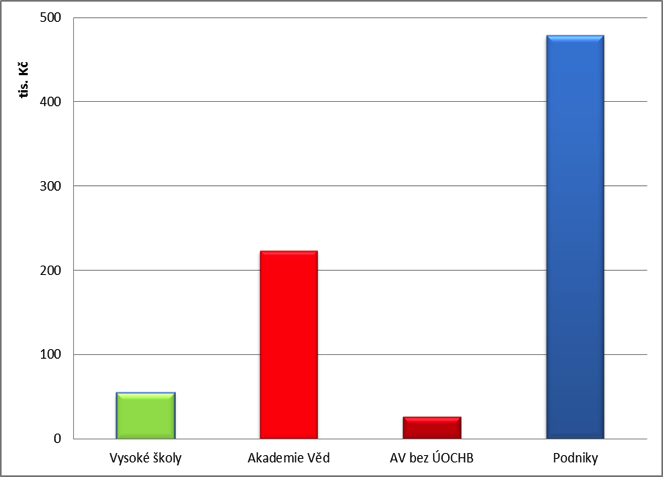 tis. Kč
500
400
300
200
100
0
Vysoké školy
Akademie Věd
AV bez ÚOCHB
Podniky